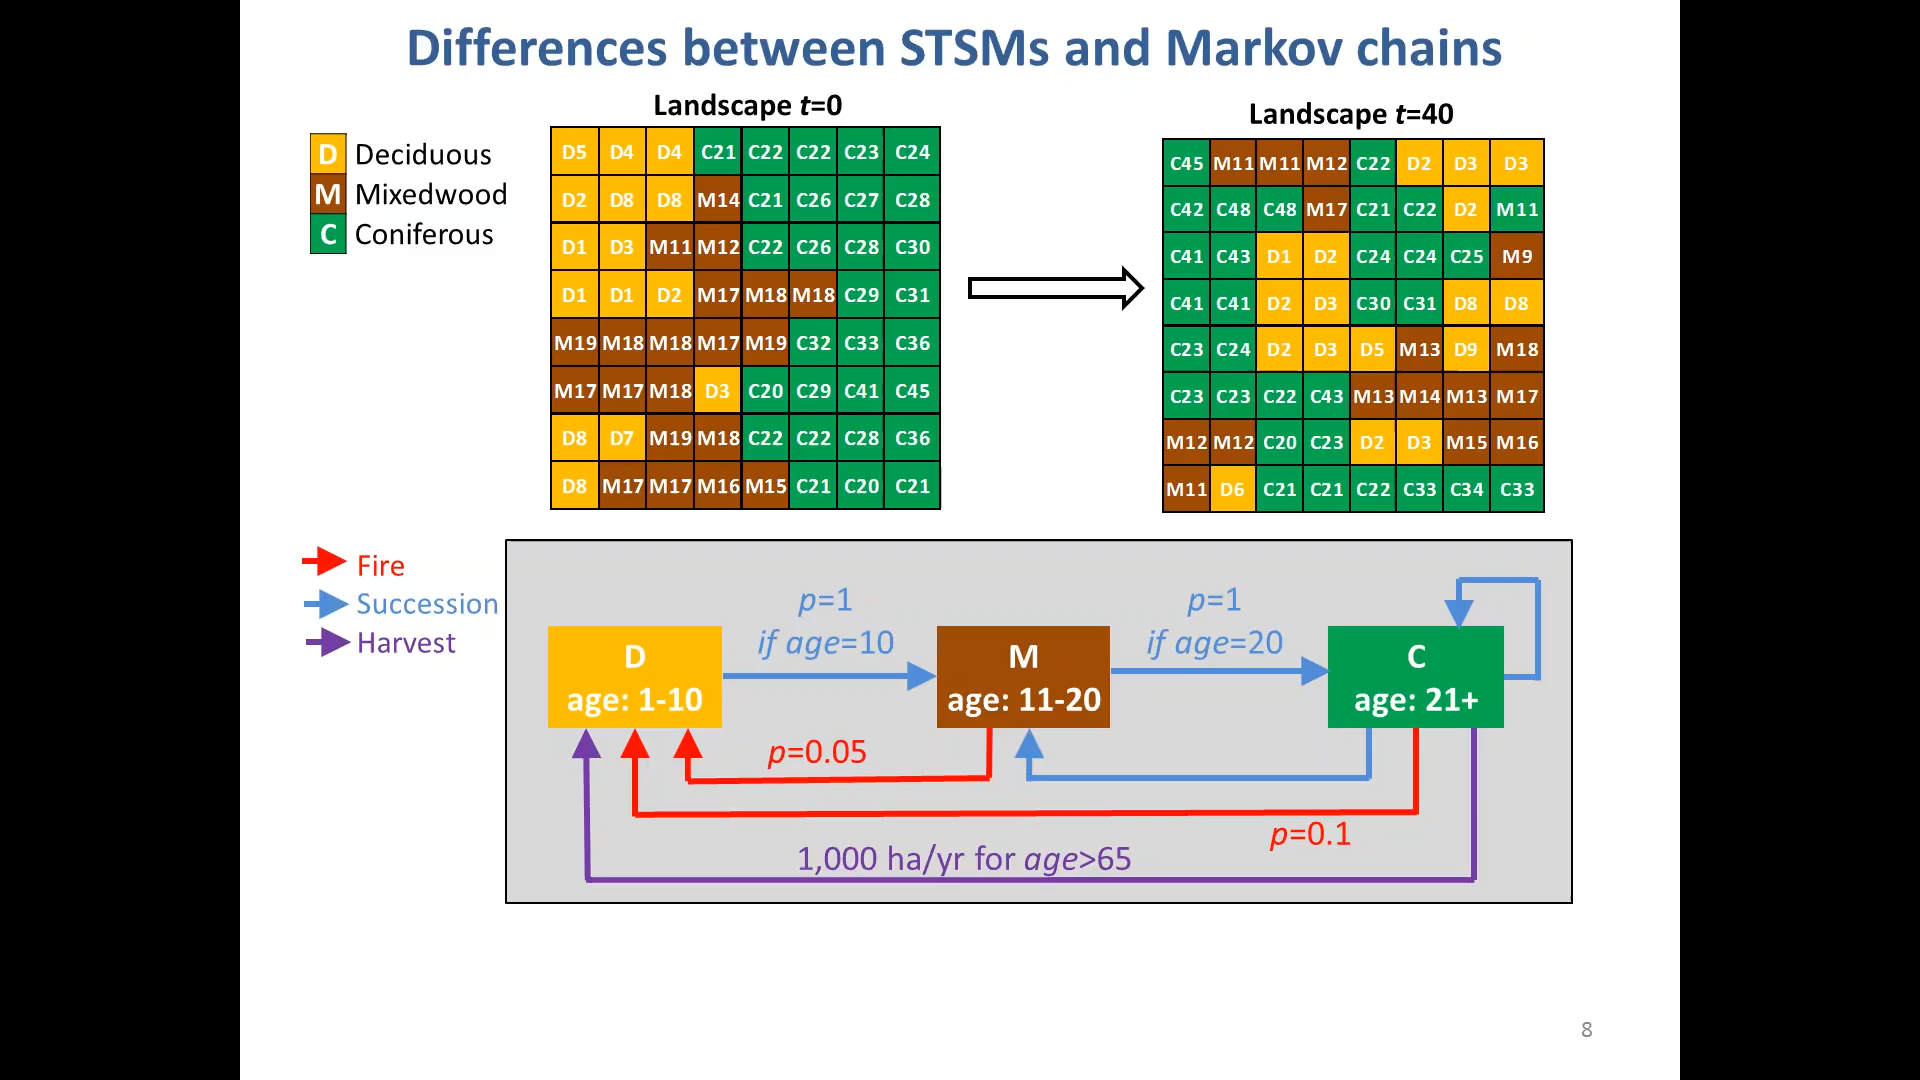 Differences between STSMs and Markov chains
Landscape t=0
Landscape t=40
D Deciduous
M Mixedwood
C Coniferous
D5 D4 D4 C21 C22 C22 C23 C24
D2 D8 D8 M14 C21 C26 C27 C28
D1 D3 M11 M12 C22 C26 C28 C30
D1 D1 D2 M17 M18 M18 C29 C31
M19 M18 M18 M17 M19 C32 C33 C36
M17 M17 M18 D3 C20 C29 C41 C45
D8 D7 M19 M18 C22 C22 C28 C36
D8 M17 M17 M16 M15 C21 C20 C21
C45 M11 M11 M12 C22 D2 D3 D3
C42 C48 C48 M17 C21 C22 D2 M11
C41 C43 D1 D2 C24 C24 C25 M9
C41 C41 D2 D3 C30 C31 D8 D8
C23 C24 D2 D3 D5 M13 D9 M18
C23 C23 C22 C43 M13 M14 M13 M17
M12 M12 C20 C23 D2 D3 M15 M16
M11 D6 C21 C21 C22 C33 C34 C33
Fire
Succession
Harvest
p=1
if age=10
p=1
if age=20
D
age: 1-10
M
age: 11-20
C
age: 21+
p=0.05
p=0.1
1,000 ha/yr for age>65
8